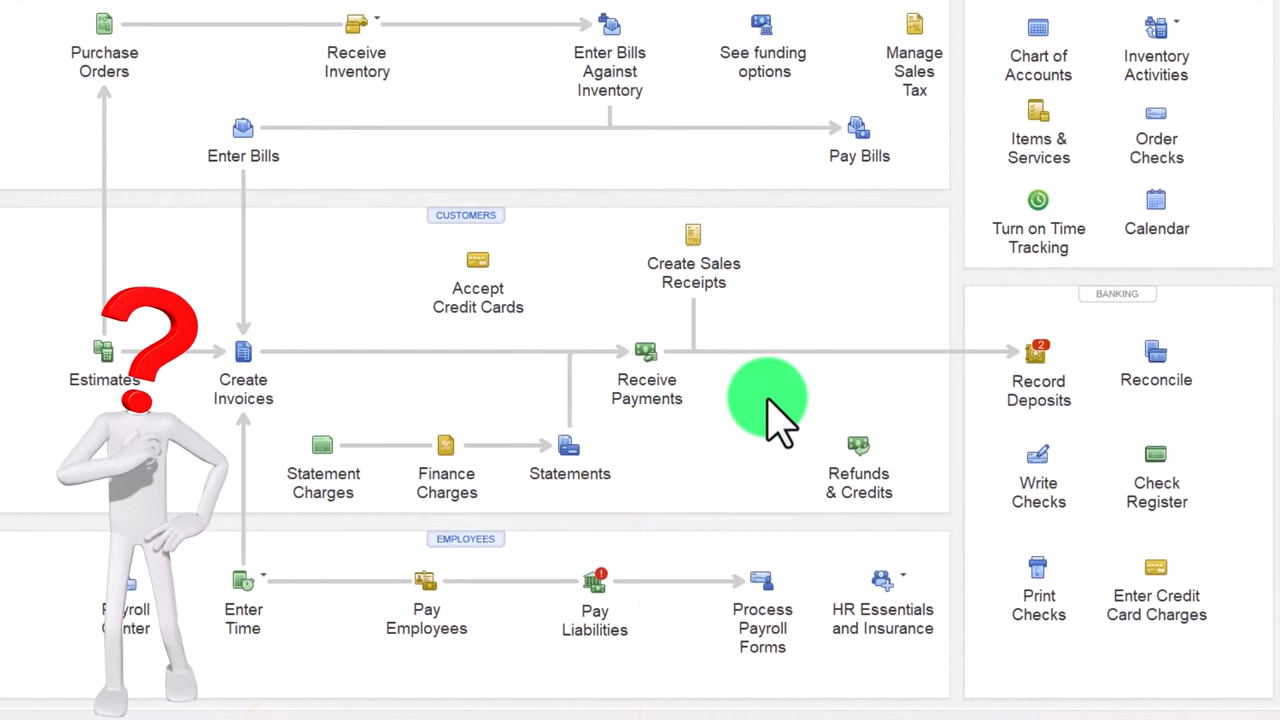 Purchase
Orders
Receive
Inventory
Enter Bills
Against
Inventory
See funding
options
Manage
Sales
Tax
Enter Bills
Pay Bills
CUSTOMERS
Accept
Credit Cards
Create Sales
Receipts
Estimates
Create
Invoices
Receive
Payments
Statement
Charges
Finance
Charges
Statements
Refunds
& Credits
EMPLOYEES
Enter
Time
Pay
Employees
!
Pay
Liabilities
Process
Payroll
Forms
HR Essentials
and Insurance
Chart of
Accounts
Inventory
Activities
Items &
Services
Order
Checks
Turn on Time
Tracking
Calendar
BANKING
2
Record
Deposits
Reconcile
Write
Checks
Check
Register
Print
Checks
Enter Credit
Card Charges
?